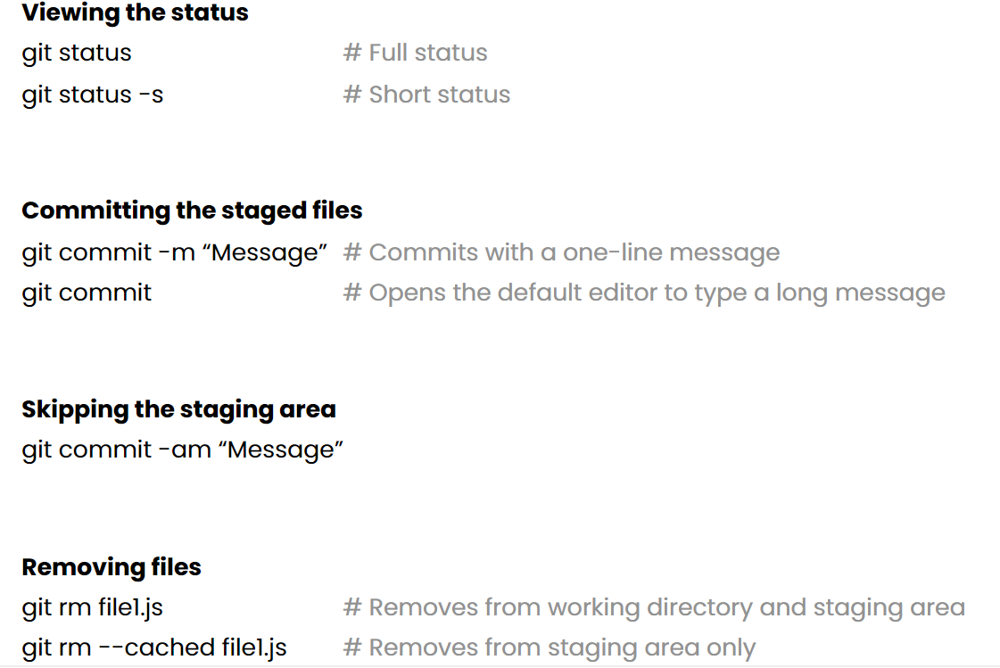 Viewing the status
git status # Full status
git status -s # Short status
Committing the staged files
git commit -m “Message” # Commits with a one-line message
git commit # Opens the default editor to type a long message
Skipping the staging area
git commit -am “Message”
Removing files
git rm file1.js # Removes from working directory and staging area
git rm --cached file1.js # Removes from staging area only